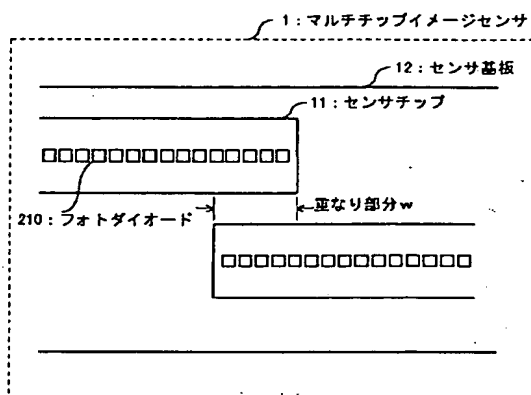 1：マルチチップイメージセンサ
12：センサ基板
11：センサチップ
210：フォトダイオード
重なり部分w